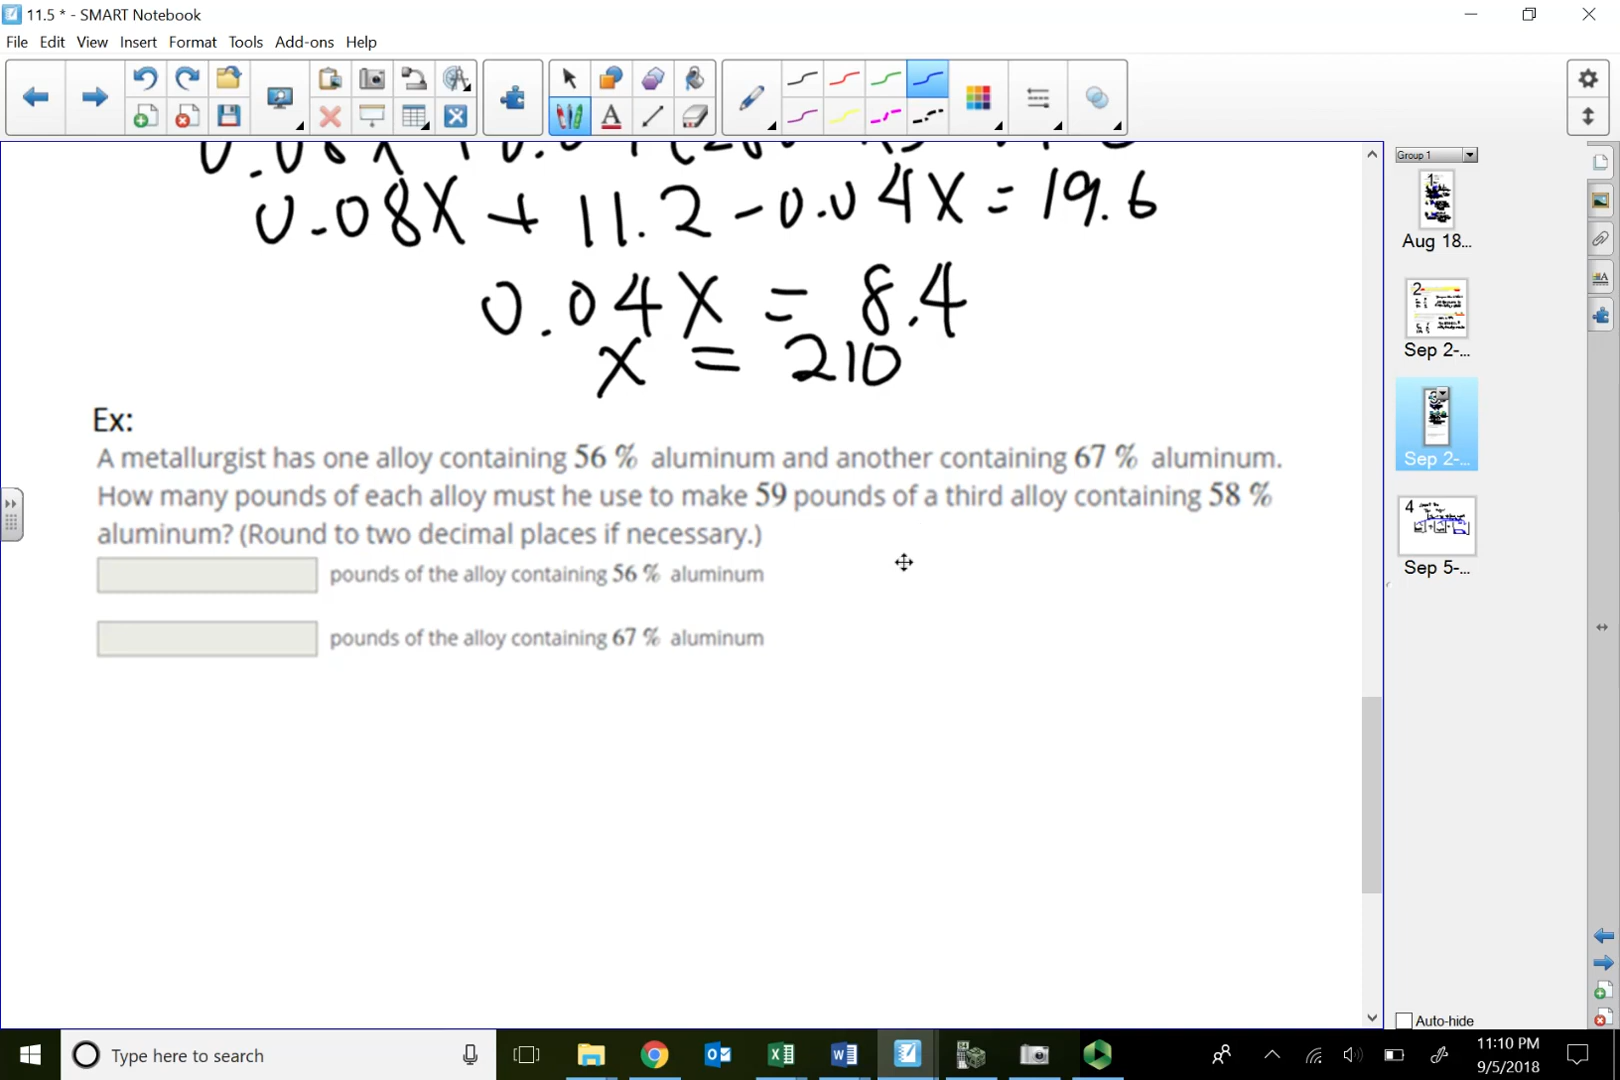 11.5 * - SMART Notebook
File Edit View Insert Format Tools Add-ons Help
0.08X + 11.2 - 0.04X = 19.6
0.04X = 8.4
X = 210
Ex:
A metallurgist has one alloy containing 56 % aluminum and another containing 67 % aluminum.
How many pounds of each alloy must he use to make 59 pounds of a third alloy containing 58 %
aluminum? (Round to two decimal places if necessary.)
pounds of the alloy containing 56 % aluminum
pounds of the alloy containing 67 % aluminum
Group 1
1
Aug 18...
2
Sep 2-...
Sep 2-...
4
Sep 5-...
Auto-hide
Type here to search
11:10 PM
9/5/2018